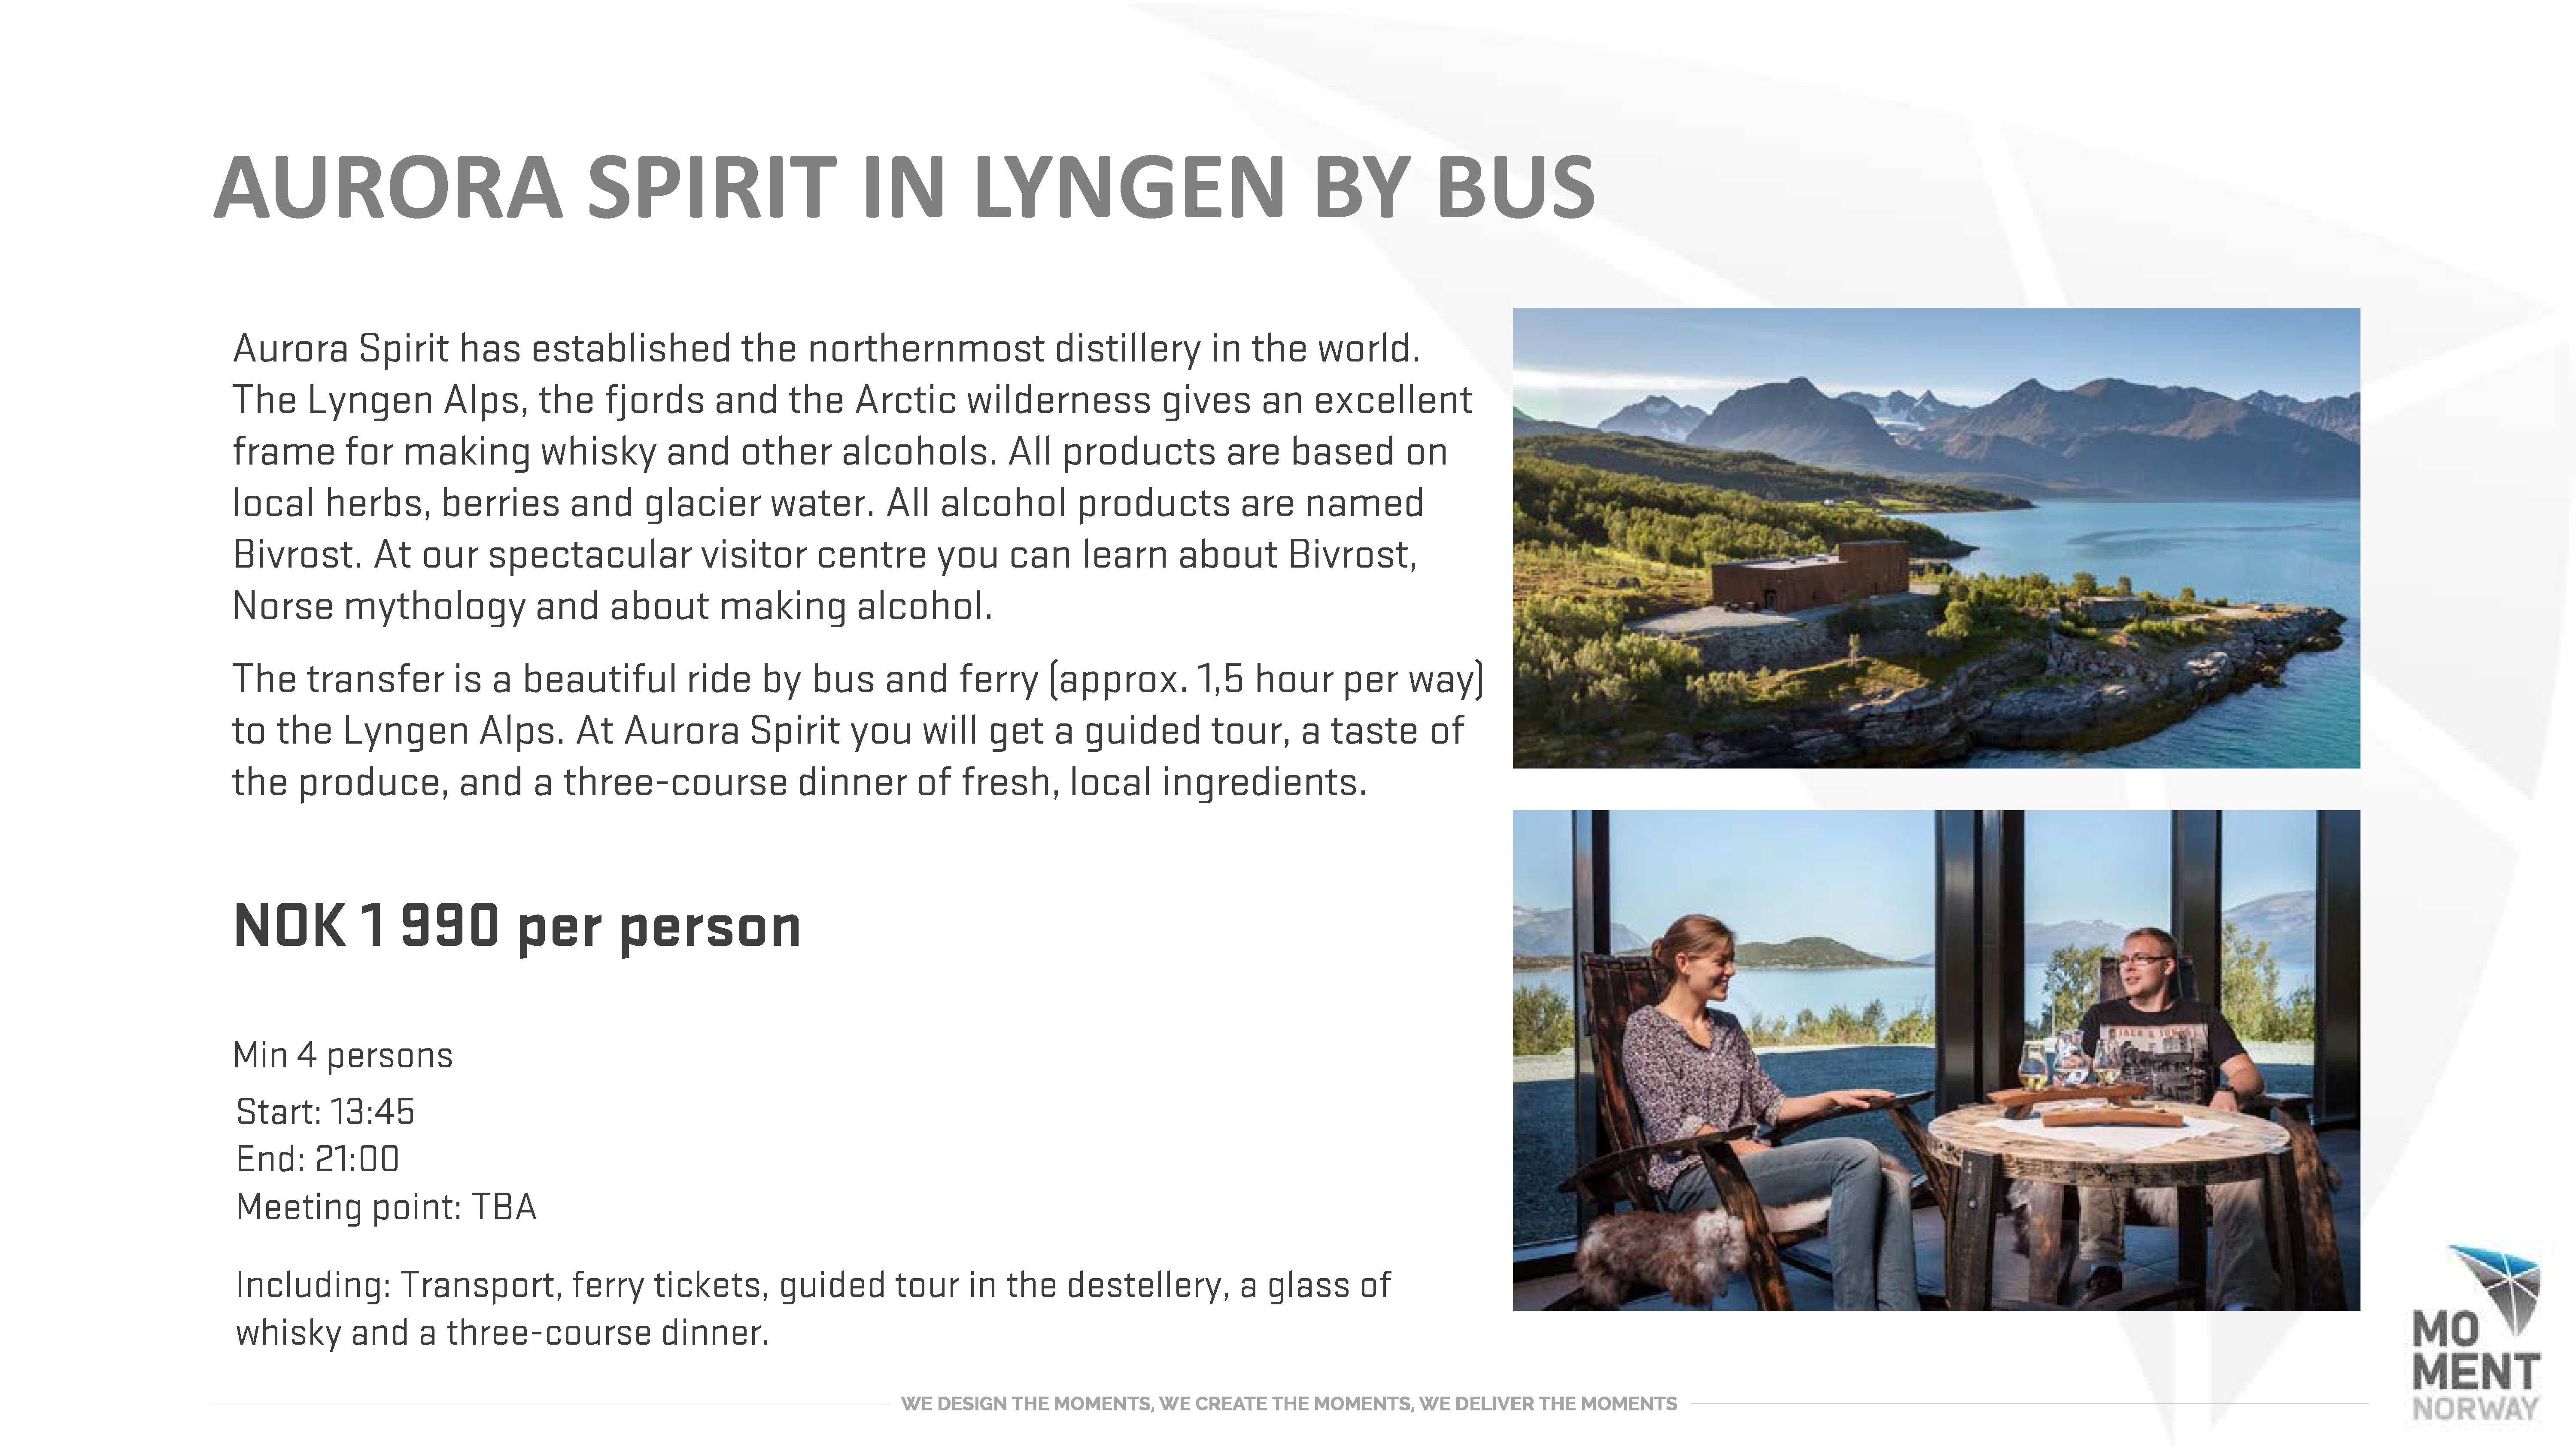 AURORA SPIRIT IN LYNGEN BY BUS
Aurora Spirit has established the northernmost distillery in the world.
The Lyngen Alps, the fjords and the Arctic wilderness gives an excellent
frame for making whisky and other alcohols. All products are based on
local herbs, berries and glacier water. All alcohol products are named
Bivrost. At our spectacular visitor centre you can learn about Bivrost,
Norse mythology and about making alcohol.
The transfer is a beautiful ride by bus and ferry (approx. 1,5 hour per way)
to the Lyngen Alps. At Aurora Spirit you will get a guided tour, a taste of
the produce, and a three-course dinner of fresh, local ingredients.
NOK 1 990 per person
Min 4 persons
Start: 13:45
End: 21:00
Meeting point: TBA
Including: Transport, ferry tickets, guided tour in the destellery, a glass of
whisky and a three-course dinner.
JACK &
WE DESIGN THE MOMENTS, WE CREATE THE MOMENTS, WE DELIVER THE MOMENTS
MO
MENT
NORWAY